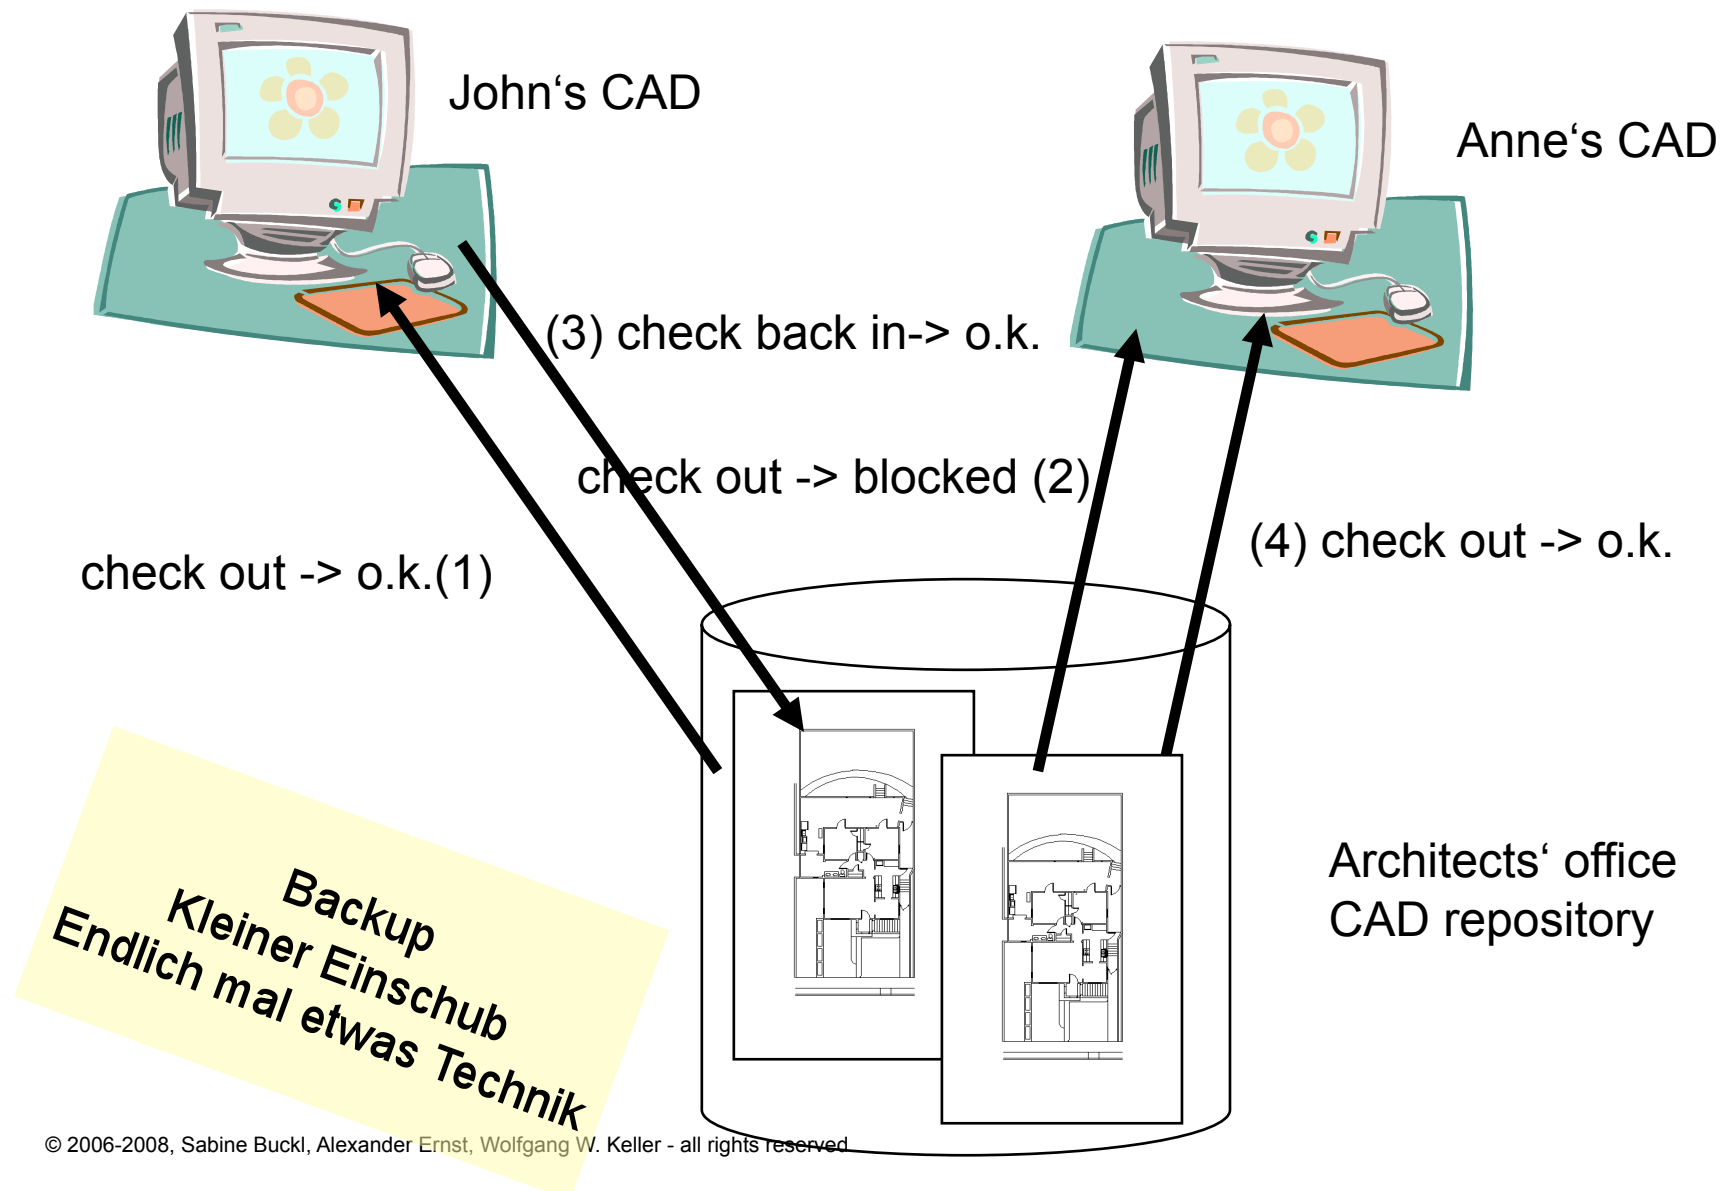 John‘s CAD
Anne‘s CAD
(3) check back in-> o.k.
check out -> blocked (2)
(4) check out -> o.k.
check out -> o.k.(1)
Architects‘ office
CAD repository
Backup
Kleiner Einschub
Endlich mal etwas Technik
© 2006-2008, Sabine Buckl, Alexander Ernst, Wolfgang W. Keller - all rights reserved